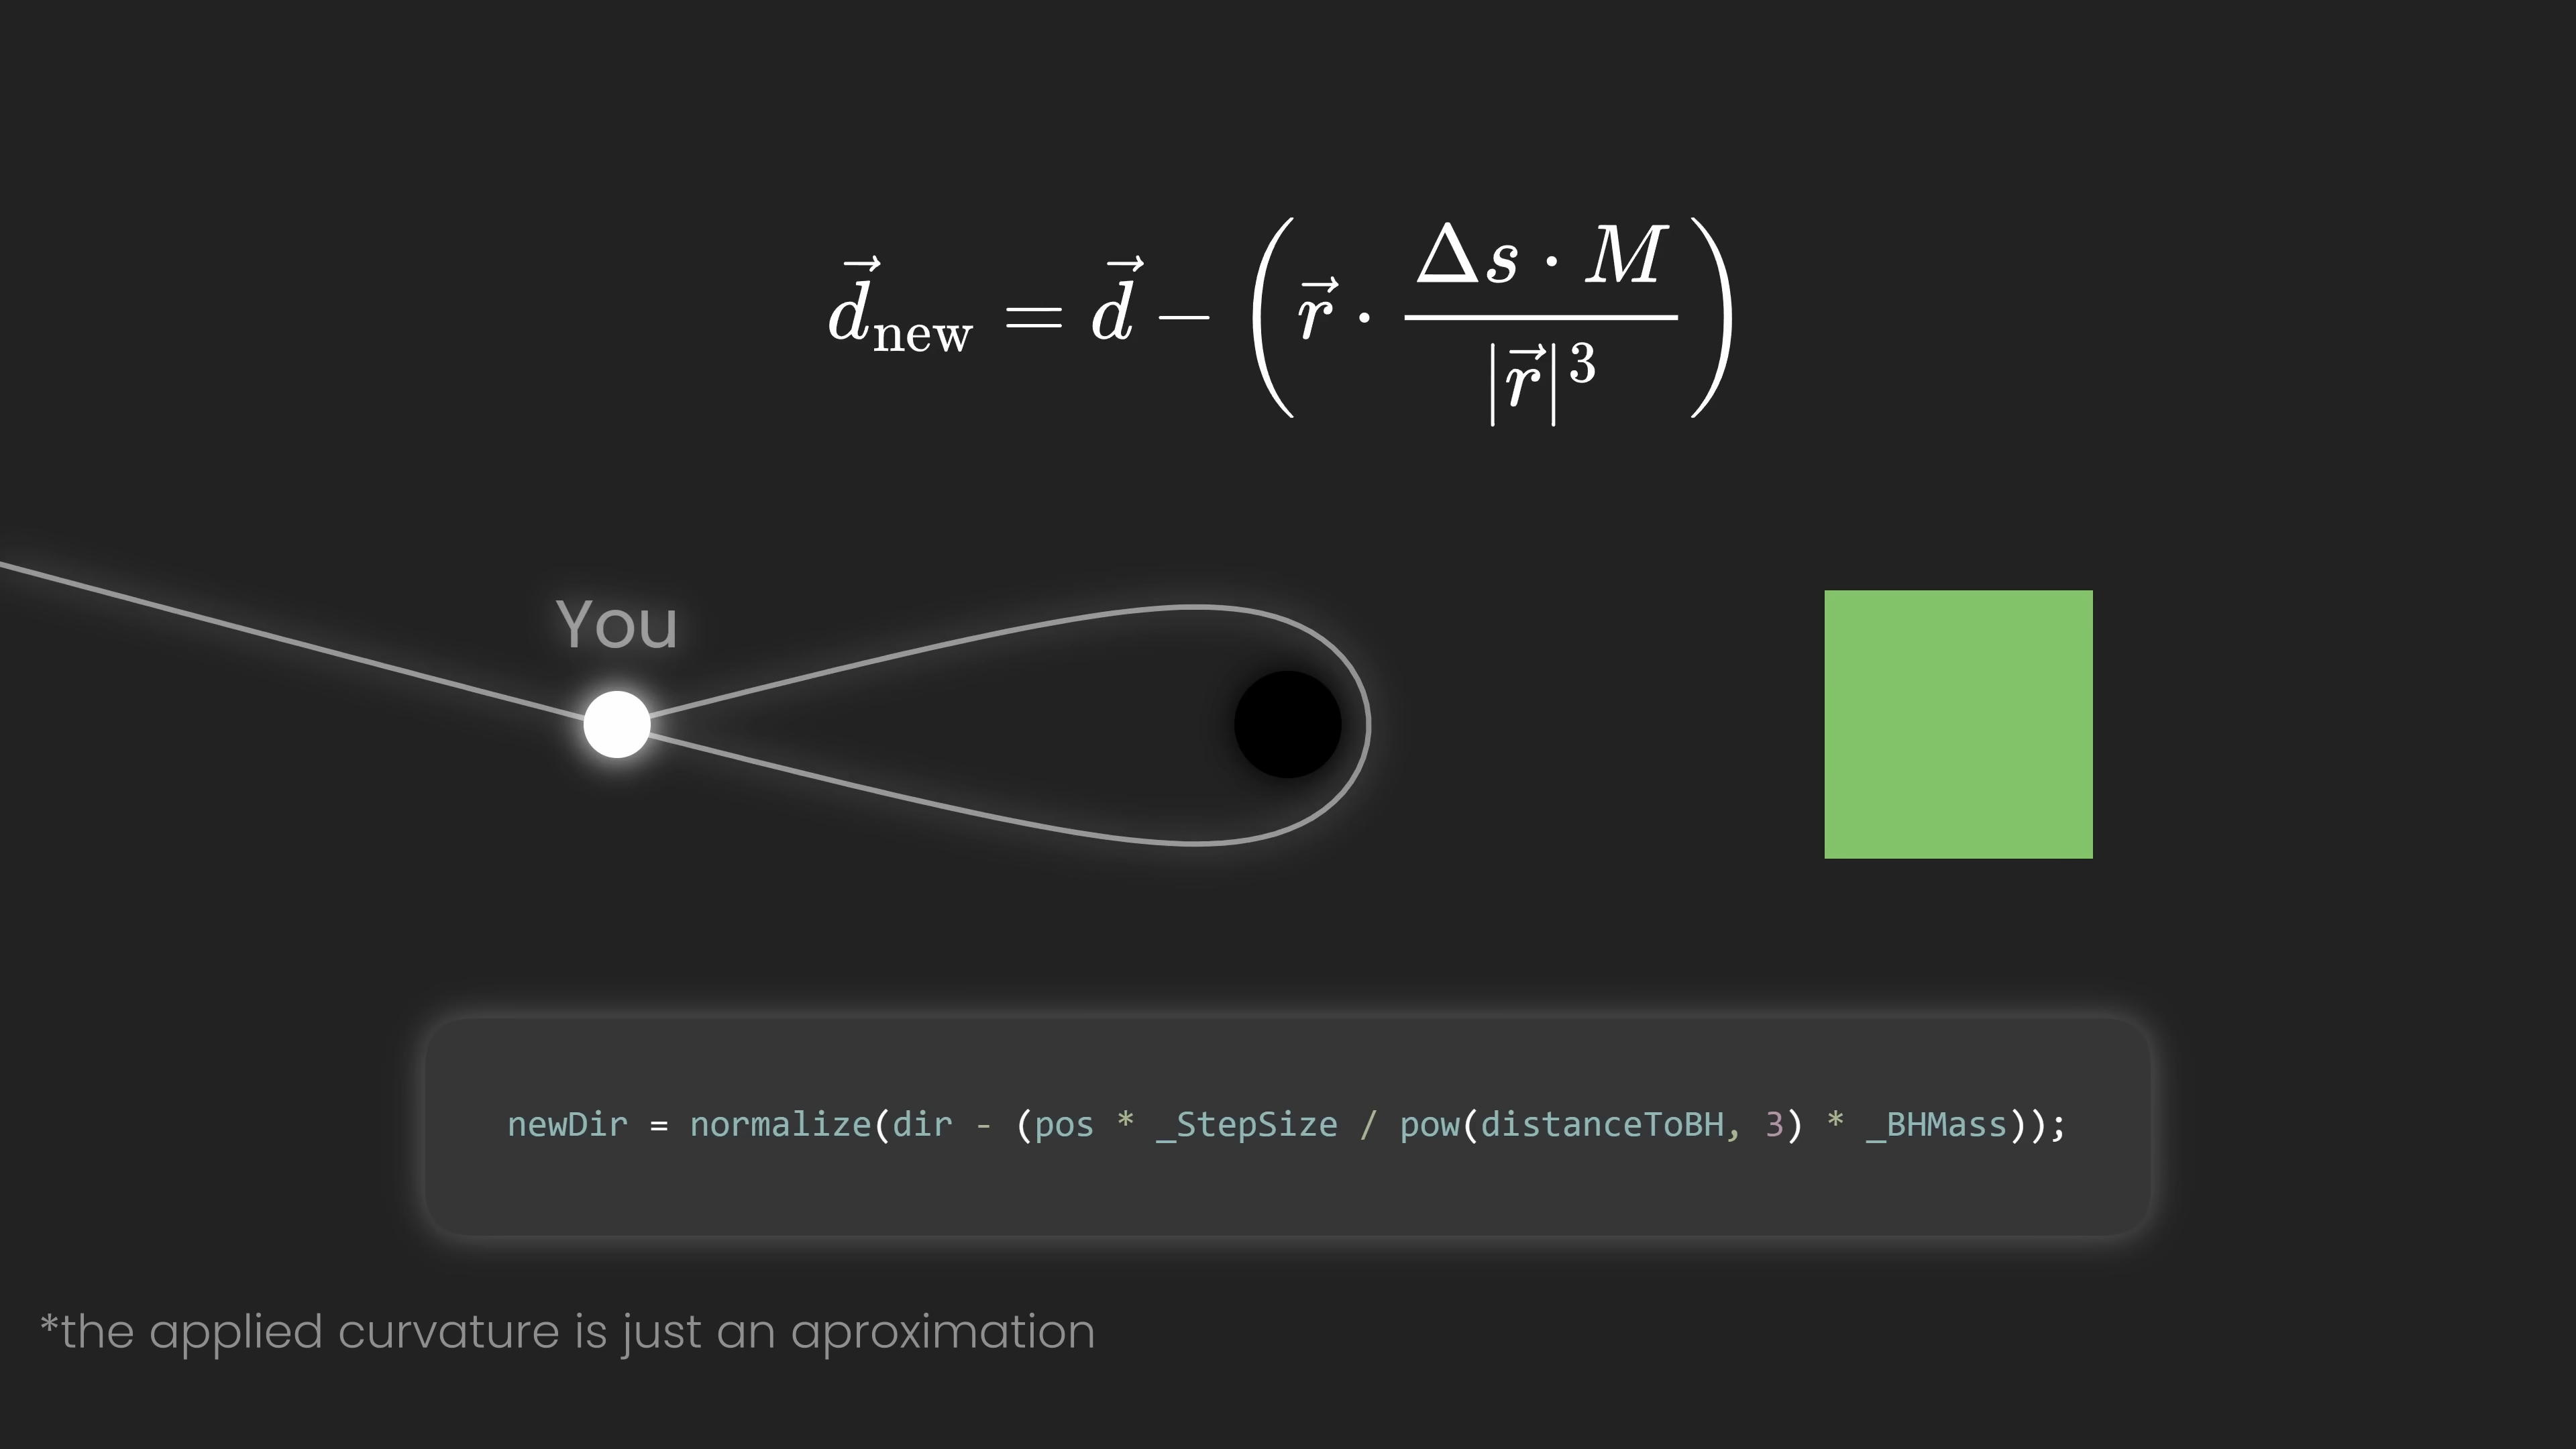 d⃗new = d⃗ − (r⃗ · Δs · M / |r⃗|³)
You
newDir = normalize(dir - (pos * _StepSize / pow(distanceToBH, 3) * _BHMass));
*the applied curvature is just an aproximation